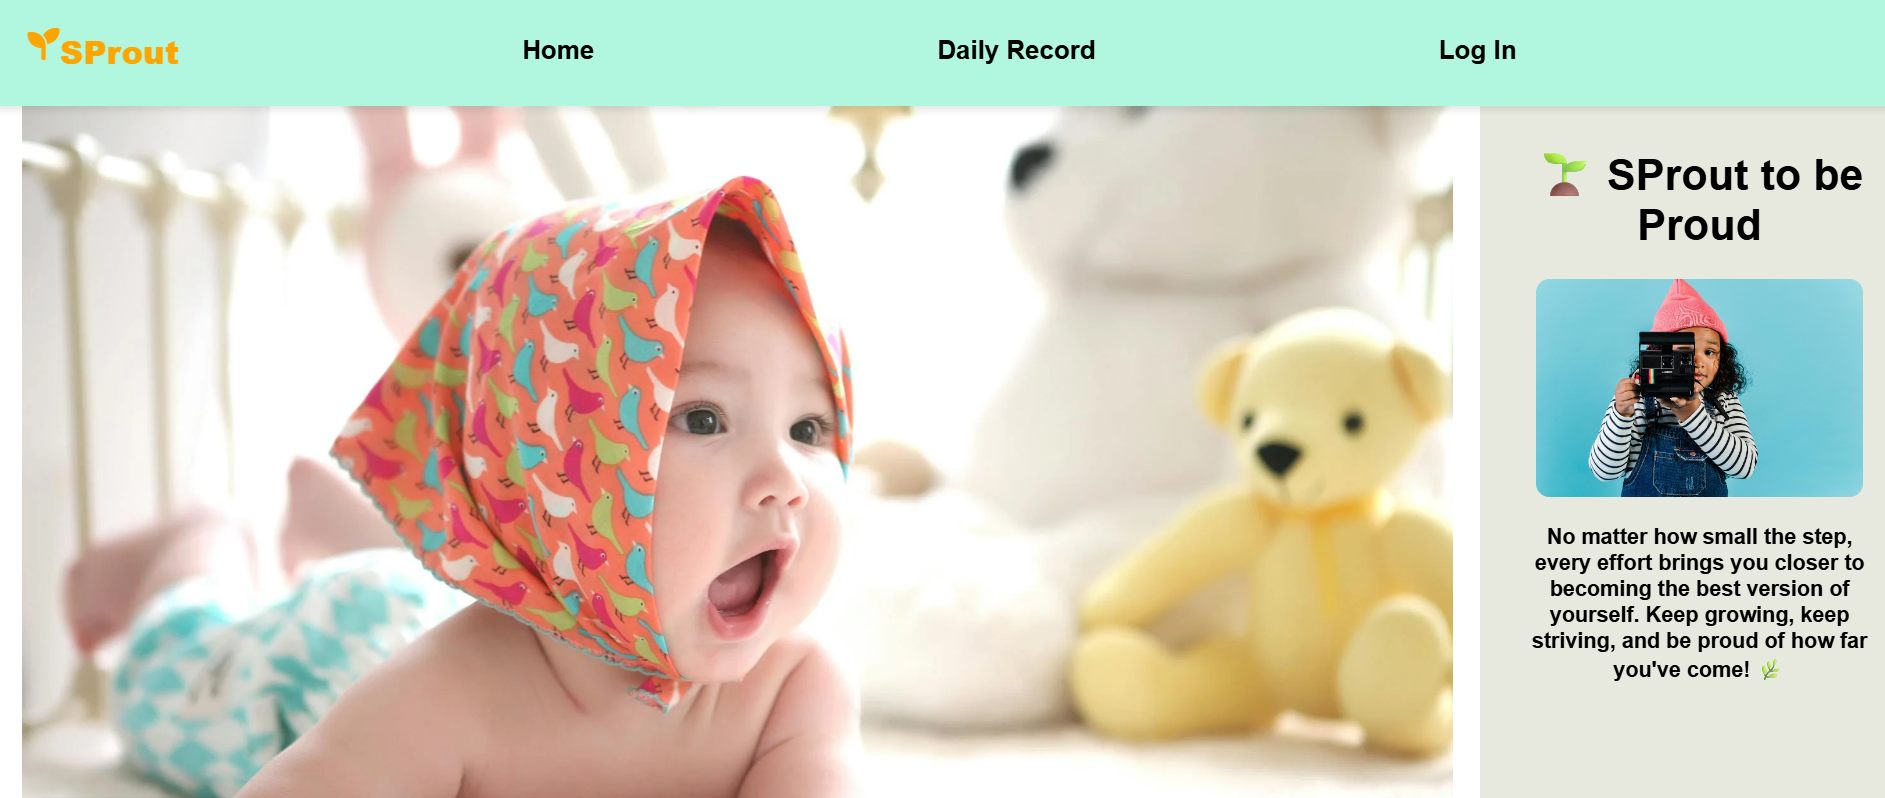 SProut
Home
Daily Record
Log In
🌱 SProut to be
Proud
No matter how small the step,
every effort brings you closer to
becoming the best version of
yourself. Keep growing, keep
striving, and be proud of how far
you've come! 🌿